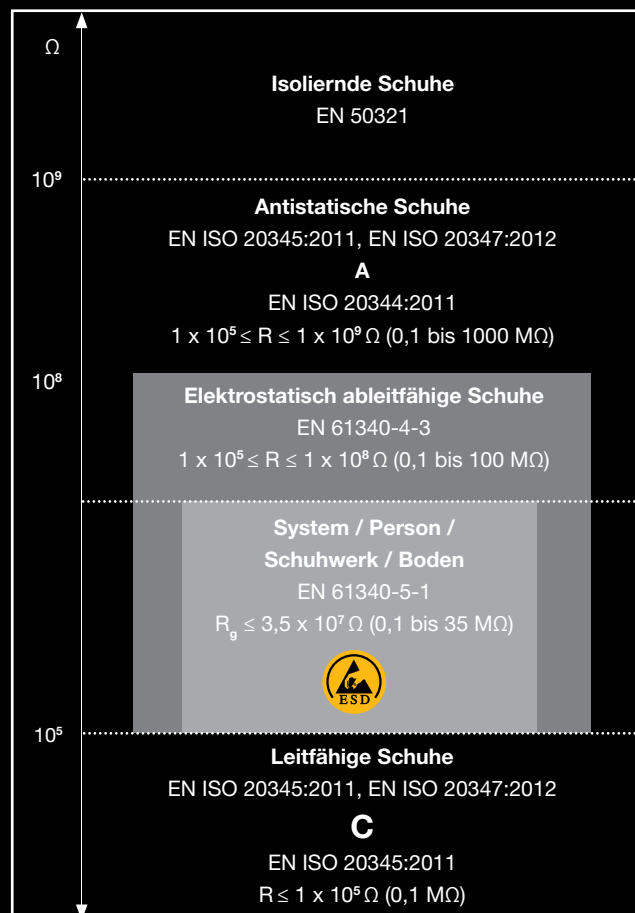 Ω
Isoliernde Schuhe
EN 50321
10⁹
Antistatische Schuhe
EN ISO 20345:2011, EN ISO 20347:2012
A
EN ISO 20344:2011
1 x 10⁵ ≤ R ≤ 1 x 10⁹ Ω (0,1 bis 1000 MΩ)
10⁸
Elektrostatisch ableitfähige Schuhe
EN 61340-4-3
1 x 10⁵ ≤ R ≤ 1 x 10⁸ Ω (0,1 bis 100 MΩ)
System / Person /
Schuhwerk / Boden
EN 61340-5-1
R_g ≤ 3,5 x 10⁷ Ω (0,1 bis 35 MΩ)
ESD
10⁵
Leitfähige Schuhe
EN ISO 20345:2011, EN ISO 20347:2012
C
EN ISO 20345:2011
R ≤ 1 x 10⁵ Ω (0,1 MΩ)